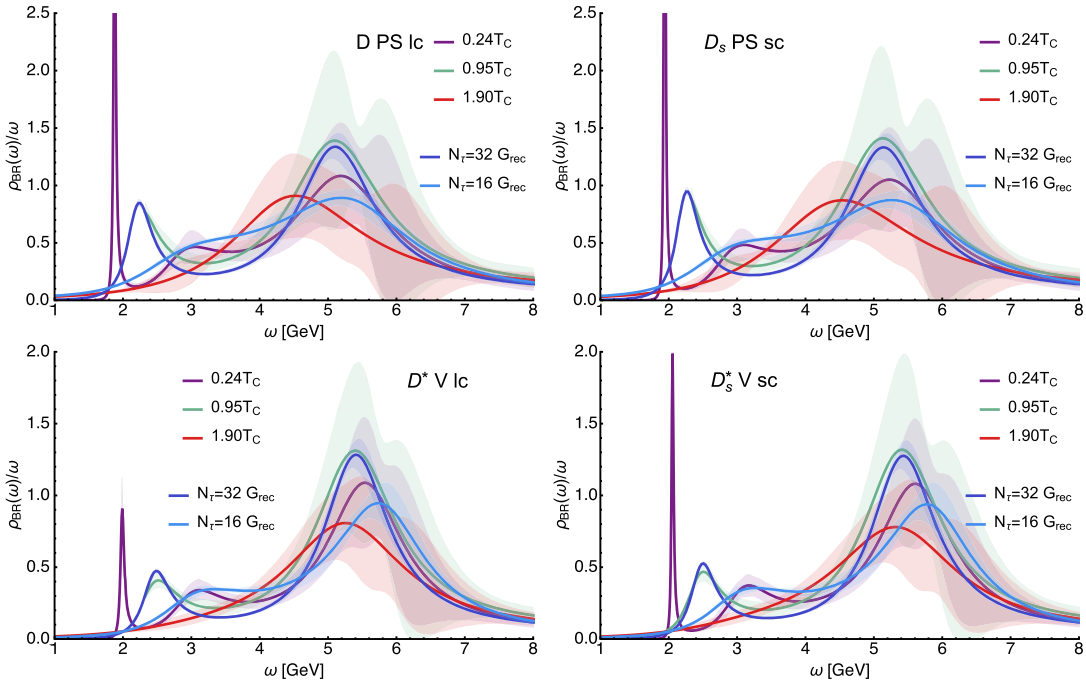 D PS lc
0.24T_C
0.95T_C
1.90T_C
N_τ=32 G_rec
N_τ=16 G_rec
ρ_BR(ω)/ω
2.5
2.0
1.5
1.0
0.5
0.0
1 2 3 4 5 6 7 8
ω [GeV]
D_s PS sc
0.24T_C
0.95T_C
1.90T_C
N_τ=32 G_rec
N_τ=16 G_rec
ρ_BR(ω)/ω
2.5
2.0
1.5
1.0
0.5
0.0
1 2 3 4 5 6 7 8
ω [GeV]
D* V lc
0.24T_C
0.95T_C
1.90T_C
N_τ=32 G_rec
N_τ=16 G_rec
ρ_BR(ω)/ω
2.0
1.5
1.0
0.5
0.0
1 2 3 4 5 6 7 8
ω [GeV]
D_s^* V sc
0.24T_C
0.95T_C
1.90T_C
N_τ=32 G_rec
N_τ=16 G_rec
ρ_BR(ω)/ω
2.0
1.5
1.0
0.5
0.0
1 2 3 4 5 6 7 8
ω [GeV]